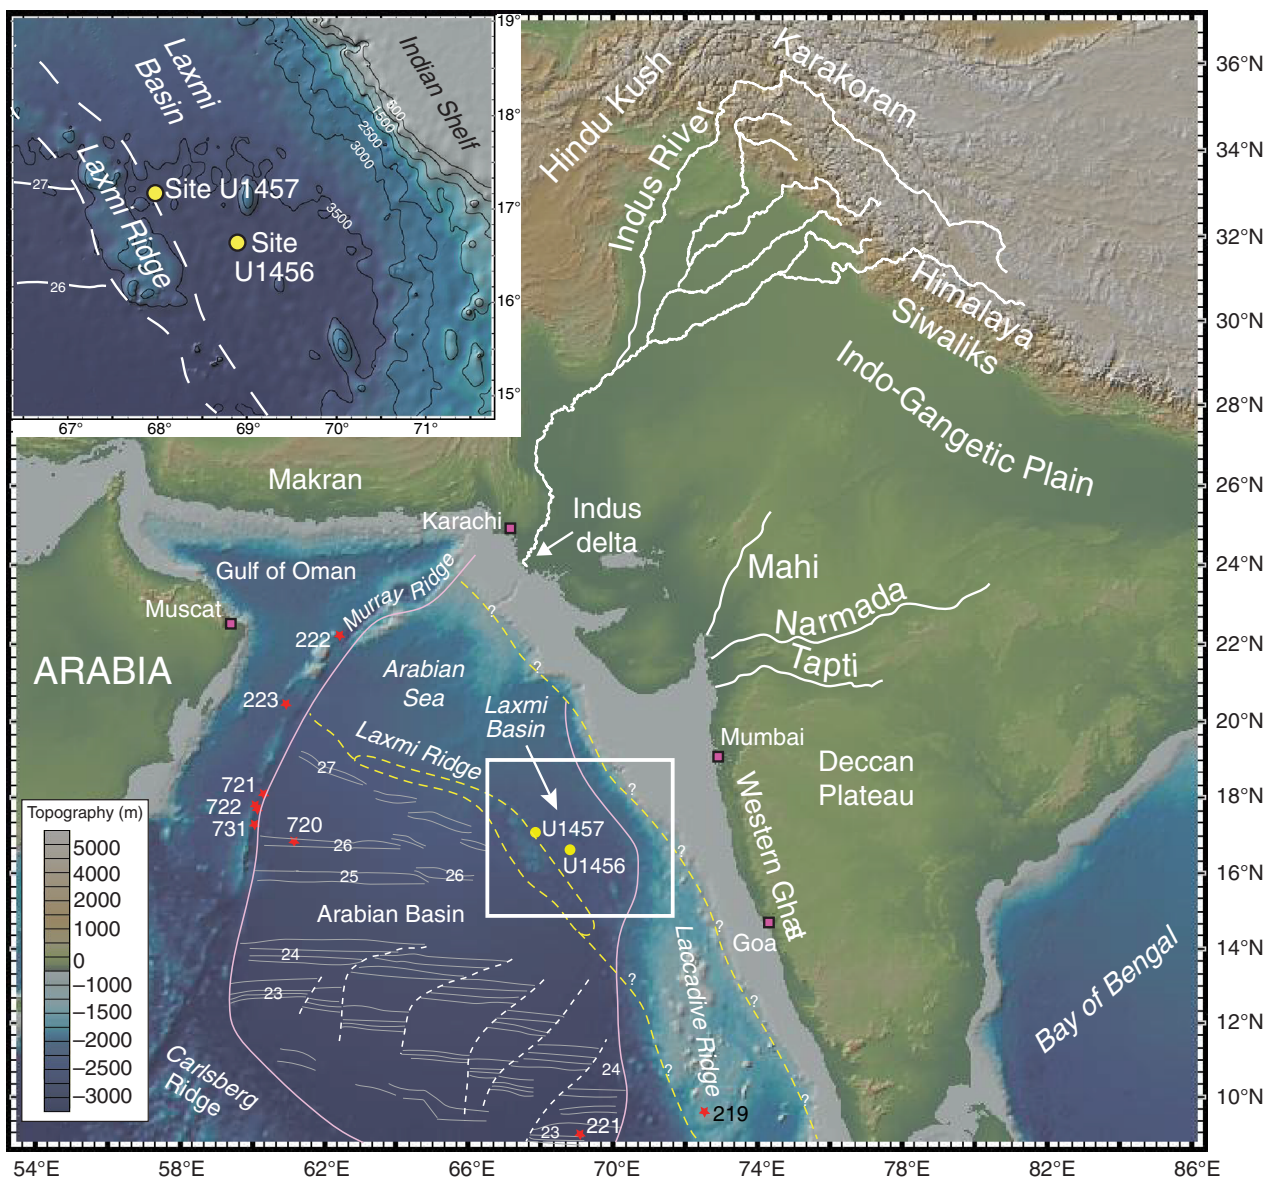 Laxmi
Basin
Indian Shelf
500
1500
2500
3000
3500
27
26
Laxmi Ridge
Site U1457
Site
U1456
19°
18°
17°
16°
15°
67°
68°
69°
70°
71°
Hindu Kush
Karakoram
Indus River
Himalaya
Siwaliks
Indo-Gangetic Plain
36°N
34°N
32°N
30°N
28°N
26°N
24°N
22°N
20°N
18°N
16°N
14°N
12°N
10°N
Makran
Karachi
Indus
delta
Gulf of Oman
Murray
Ridge
Muscat
222
ARABIA
223
Arabian
Sea
Laxmi
Basin
Laxmi Ridge
Mahi
Narmada
Tapti
Mumbai
Deccan
Plateau
Western Ghat
Goa
27
721
722
731
720
26
25
26
U1457
U1456
Arabian Basin
24
23
24
23
221
219
Laccadive Ridge
Carlsberg
Ridge
Bay of Bengal
?
?
?
?
?
?
?
?
?
Topography (m)
5000
4000
2000
1000
0
–1000
–1500
–2000
–2500
–3000
54°E
58°E
62°E
66°E
70°E
74°E
78°E
82°E
86°E